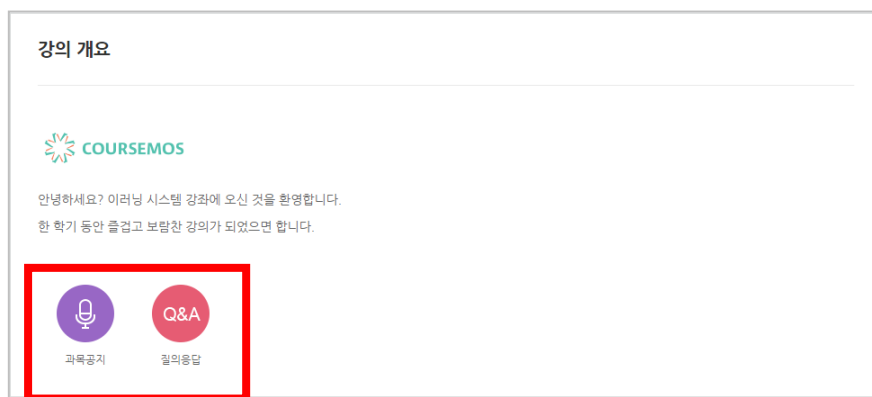 강의 개요
COURSEMOS
안녕하세요? 이러닝 시스템 강좌에 오신 것을 환영합니다.
한 학기 동안 즐겁고 보람찬 강의가 되었으면 합니다.
Q&A
과목공지 질의응답